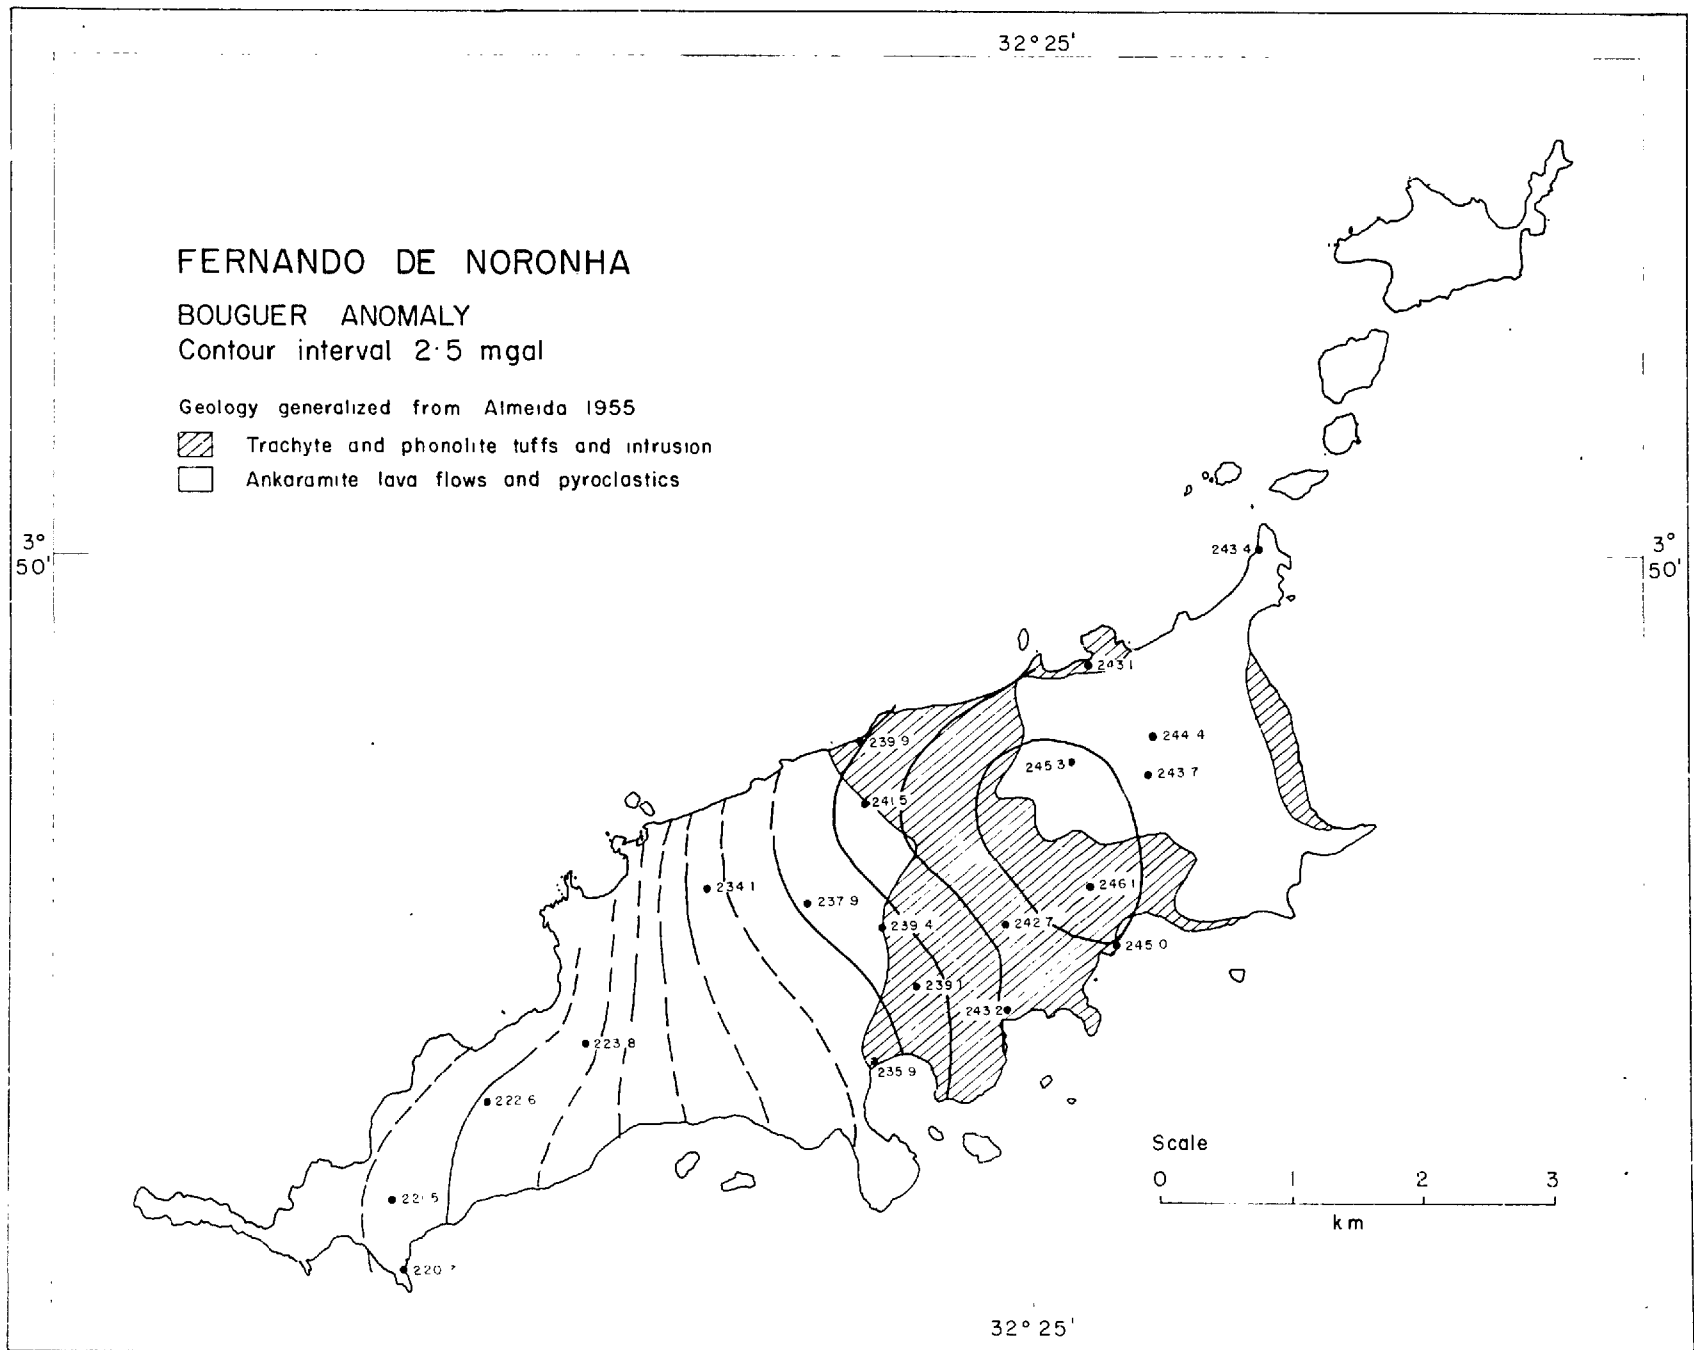 32° 25'
FERNANDO DE NORONHA
BOUGUER ANOMALY
Contour interval 2·5 mgal
Geology generalized from Almeida 1955
Trachyte and phonolite tuffs and intrusion
Ankaramite lava flows and pyroclastics
3° 50'
3° 50'
243 4
243 1
239 9
244 4
245 3
243 7
241 5
234 1
246 1
237 9
239 4
242 7
245 0
239 1
243 2
223 8
235 9
222 6
Scale
0 1 2 3
km
32° 25'